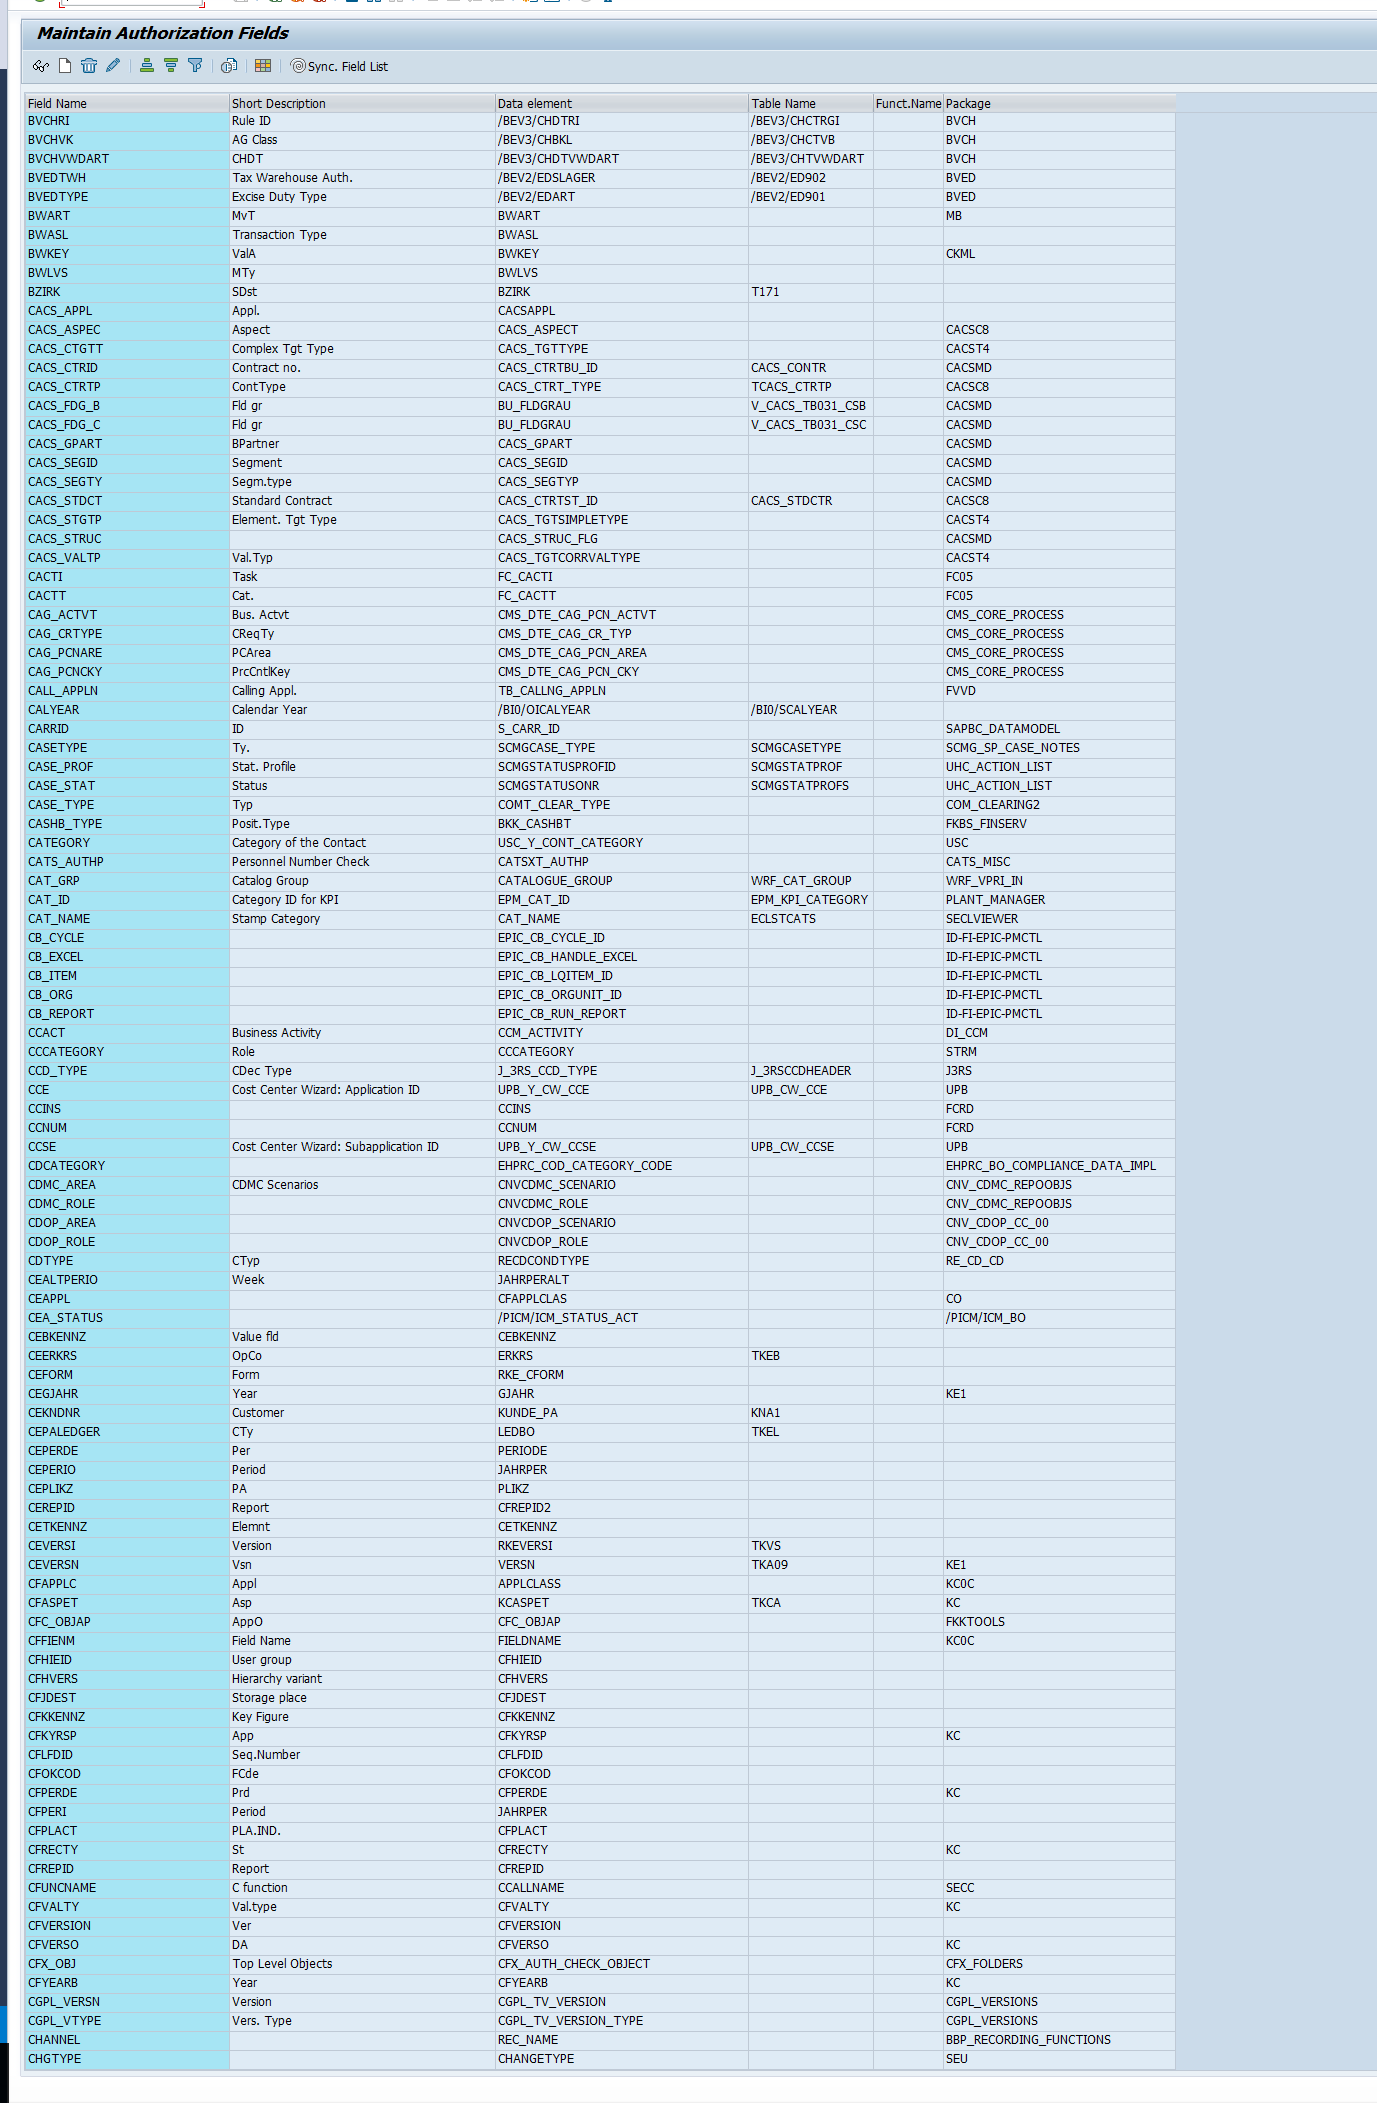 Maintain Authorization Fields
Sync. Field List
Field Name Short Description Data element Table Name Funct.Name Package
BVCHRI Rule ID /BEV3/CHDTRI /BEV3/CHCTRGI BVCH
BVCHVK AG Class /BEV3/CHBKL /BEV3/CHCTVB BVCH
BVCHVWDART CHDT /BEV3/CHDTVWDART /BEV3/CHTVWDART BVCH
BVEDTWH Tax Warehouse Auth. /BEV2/EDSLAGER /BEV2/ED902 BVED
BVEDTYPE Excise Duty Type /BEV2/EDART /BEV2/ED901 BVED
BWART MvT BWART MB
BWASL Transaction Type BWASL
BWKEY ValA BWKEY CKML
BWLVS MTy BWLVS
BZIRK SDst BZIRK T171
CACS_APPL Appl. CACSAPPL
CACS_ASPEC Aspect CACS_ASPECT CACSC8
CACS_CTGTT Complex Tgt Type CACS_TGTTYPE CACST4
CACS_CTRID Contract no. CACS_CTRTBU_ID CACS_CONTR CACSMD
CACS_CTRTP ContType CACS_CTRT_TYPE TCACS_CTRTP CACSC8
CACS_FDG_B Fld gr BU_FLDGRAU V_CACS_TB031_CSB CACSMD
CACS_FDG_C Fld gr BU_FLDGRAU V_CACS_TB031_CSC CACSMD
CACS_GPART BPartner CACS_GPART CACSMD
CACS_SEGID Segment CACS_SEGID CACSMD
CACS_SEGTY Segm.type CACS_SEGTYP CACSMD
CACS_STDCT Standard Contract CACS_CTRTST_ID CACS_STDCTR CACSC8
CACS_STGTP Element. Tgt Type CACS_TGTSIMPLETYPE CACST4
CACS_STRUC CACS_STRUC_FLG CACSMD
CACS_VALTP Val.Typ CACS_TGTCORRVALTYPE CACST4
CACTI Task FC_CACTI FC05
CACTT Cat. FC_CACTT FC05
CAG_ACTVT Bus. Actvt CMS_DTE_CAG_PCN_ACTVT CMS_CORE_PROCESS
CAG_CRTYPE CReqTy CMS_DTE_CAG_CR_TYP CMS_CORE_PROCESS
CAG_PCNARE PCArea CMS_DTE_CAG_PCN_AREA CMS_CORE_PROCESS
CAG_PCNCKY PrcCntlKey CMS_DTE_CAG_PCN_CKY CMS_CORE_PROCESS
CALL_APPLN Calling Appl. TB_CALLNG_APPLN FVVD
CALYEAR Calendar Year /BI0/OICALYEAR /BI0/SCALYEAR
CARRID ID S_CARR_ID SAPBC_DATAMODEL
CASETYPE Ty. SCMGCASE_TYPE SCMGCASETYPE SCMG_SP_CASE_NOTES
CASE_PROF Stat. Profile SCMGSTATUSPROFID SCMGSTATPROF UHC_ACTION_LIST
CASE_STAT Status SCMGSTATUSONR SCMGSTATPROFS UHC_ACTION_LIST
CASE_TYPE Typ COMT_CLEAR_TYPE COM_CLEARING2
CASHB_TYPE Posit.Type BKK_CASHBT FKBS_FINSERV
CATEGORY Category of the Contact USC_Y_CONT_CATEGORY USC
CATS_AUTHP Personnel Number Check CATSXT_AUTHP CATS_MISC
CAT_GRP Catalog Group CATALOGUE_GROUP WRF_CAT_GROUP WRF_VPRI_IN
CAT_ID Category ID for KPI EPM_CAT_ID EPM_KPI_CATEGORY PLANT_MANAGER
CAT_NAME Stamp Category CAT_NAME ECLSTCATS SECLVIEWER
CB_CYCLE EPIC_CB_CYCLE_ID ID-FI-EPIC-PMCTL
CB_EXCEL EPIC_CB_HANDLE_EXCEL ID-FI-EPIC-PMCTL
CB_ITEM EPIC_CB_LQITEM_ID ID-FI-EPIC-PMCTL
CB_ORG EPIC_CB_ORGUNIT_ID ID-FI-EPIC-PMCTL
CB_REPORT EPIC_CB_RUN_REPORT ID-FI-EPIC-PMCTL
CCACT Business Activity CCM_ACTIVITY DI_CCM
CCCATEGORY Role CCCATEGORY STRM
CCD_TYPE CDec Type J_3RS_CCD_TYPE J_3RSCCDHEADER J3RS
CCE Cost Center Wizard: Application ID UPB_Y_CW_CCE UPB_CW_CCE UPB
CCINS CCINS FCRD
CCNUM CCNUM FCRD
CCSE Cost Center Wizard: Subapplication ID UPB_Y_CW_CCSE UPB_CW_CCSE UPB
CDCATEGORY EHPRC_COD_CATEGORY_CODE EHPRC_BO_COMPLIANCE_DATA_IMPL
CDMC_AREA CDMC Scenarios CNVCDMC_SCENARIO CNV_CDMC_REPOOBJS
CDMC_ROLE CNVCDMC_ROLE CNV_CDMC_REPOOBJS
CDOP_AREA CNVCDOP_SCENARIO CNV_CDOP_CC_00
CDOP_ROLE CNVCDOP_ROLE CNV_CDOP_CC_00
CDTYPE CTyp RECDCONDTYPE RE_CD_CD
CEALTPERIO Week JAHRPERALT
CEAPPL CFAPPLCLAS CO
CEA_STATUS /PICM/ICM_STATUS_ACT /PICM/ICM_BO
CEBKENNZ Value fld CEBKENNZ
CEERKRS OpCo ERKRS TKEB
CEFORM Form RKE_CFORM
CEGJAHR Year GJAHR KE1
CEKNDNR Customer KUNDE_PA KNA1
CEPALEDGER CTy LEDBO TKEL
CEPERDE Per PERIODE
CEPERIO Period JAHRPER
CEPLIKZ PA PLIKZ
CEREPID Report CFREPID2
CETKENNZ Elemnt CETKENNZ
CEVERSI Version RKEVERSI TKVS
CEVERSN Vsn VERSN TKA09 KE1
CFAPPLC Appl APPLCLASS KC0C
CFASPET Asp KCASPET TKCA KC
CFC_OBJAP AppO CFC_OBJAP FKKTOOLS
CFFIENM Field Name FIELDNAME KC0C
CFHIEID User group CFHIEID
CFHVERS Hierarchy variant CFHVERS
CFJDEST Storage place CFJDEST
CFKKENNZ Key Figure CFKKENNZ
CFKYRSP App CFKYRSP KC
CFLFDID Seq.Number CFLFDID
CFOKCOD FCde CFOKCOD
CFPERDE Prd CFPERDE KC
CFPERI Period JAHRPER
CFPLACT PLA.IND. CFPLACT
CFRECTY St CFRECTY KC
CFREPID Report CFREPID
CFUNCNAME C function CCALLNAME SECC
CFVALTY Val.type CFVALTY KC
CFVERSION Ver CFVERSION
CFVERSO DA CFVERSO KC
CFX_OBJ Top Level Objects CFX_AUTH_CHECK_OBJECT CFX_FOLDERS
CFYEARB Year CFYEARB KC
CGPL_VERSN Version CGPL_TV_VERSION CGPL_VERSIONS
CGPL_VTYPE Vers. Type CGPL_TV_VERSION_TYPE CGPL_VERSIONS
CHANNEL REC_NAME BBP_RECORDING_FUNCTIONS
CHGTYPE CHANGETYPE SEU